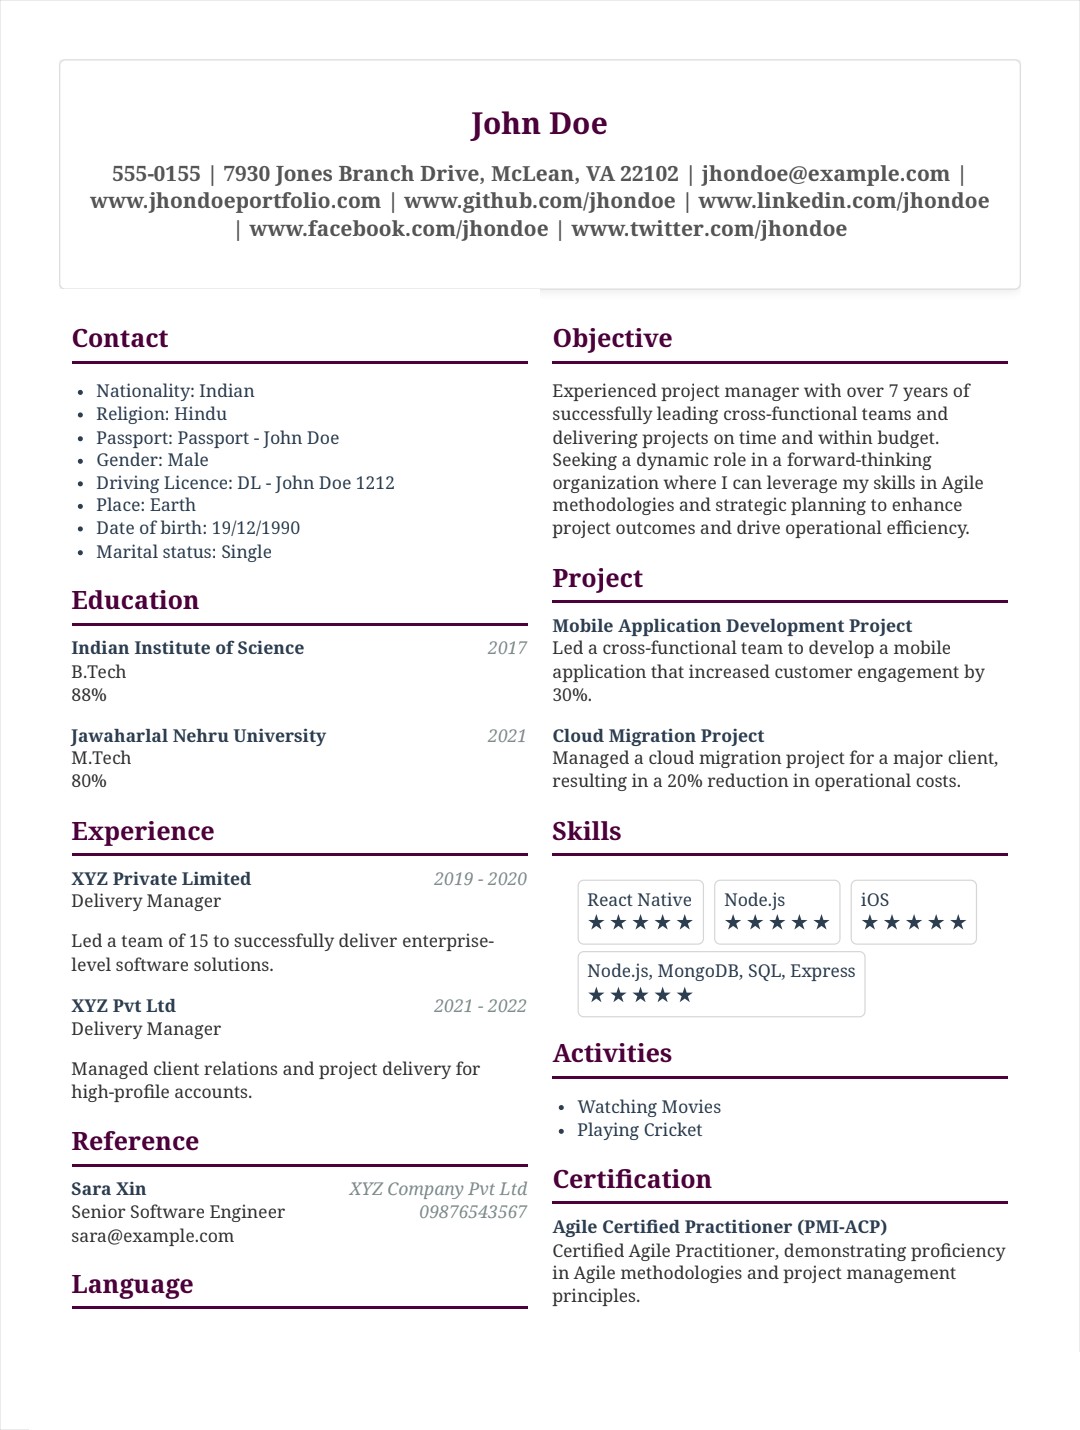 John Doe
555-0155 | 7930 Jones Branch Drive, McLean, VA 22102 | jhondoe@example.com |
www.jhondoeportfolio.com | www.github.com/jhondoe | www.linkedin.com/jhondoe
| www.facebook.com/jhondoe | www.twitter.com/jhondoe
Contact
• Nationality: Indian
• Religion: Hindu
• Passport: Passport - John Doe
• Gender: Male
• Driving Licence: DL - John Doe 1212
• Place: Earth
• Date of birth: 19/12/1990
• Marital status: Single
Education
Indian Institute of Science 2017
B.Tech
88%
Jawaharlal Nehru University 2021
M.Tech
80%
Experience
XYZ Private Limited 2019 - 2020
Delivery Manager
Led a team of 15 to successfully deliver enterprise-
level software solutions.
XYZ Pvt Ltd 2021 - 2022
Delivery Manager
Managed client relations and project delivery for
high-profile accounts.
Reference
Sara Xin XYZ Company Pvt Ltd
Senior Software Engineer 09876543567
sara@example.com
Language
Objective
Experienced project manager with over 7 years of
successfully leading cross-functional teams and
delivering projects on time and within budget.
Seeking a dynamic role in a forward-thinking
organization where I can leverage my skills in Agile
methodologies and strategic planning to enhance
project outcomes and drive operational efficiency.
Project
Mobile Application Development Project
Led a cross-functional team to develop a mobile
application that increased customer engagement by
30%.
Cloud Migration Project
Managed a cloud migration project for a major client,
resulting in a 20% reduction in operational costs.
Skills
React Native
★★★★★
Node.js
★★★★★
iOS
★★★★★
Node.js, MongoDB, SQL, Express
★★★★★
Activities
• Watching Movies
• Playing Cricket
Certification
Agile Certified Practitioner (PMI-ACP)
Certified Agile Practitioner, demonstrating proficiency
in Agile methodologies and project management
principles.